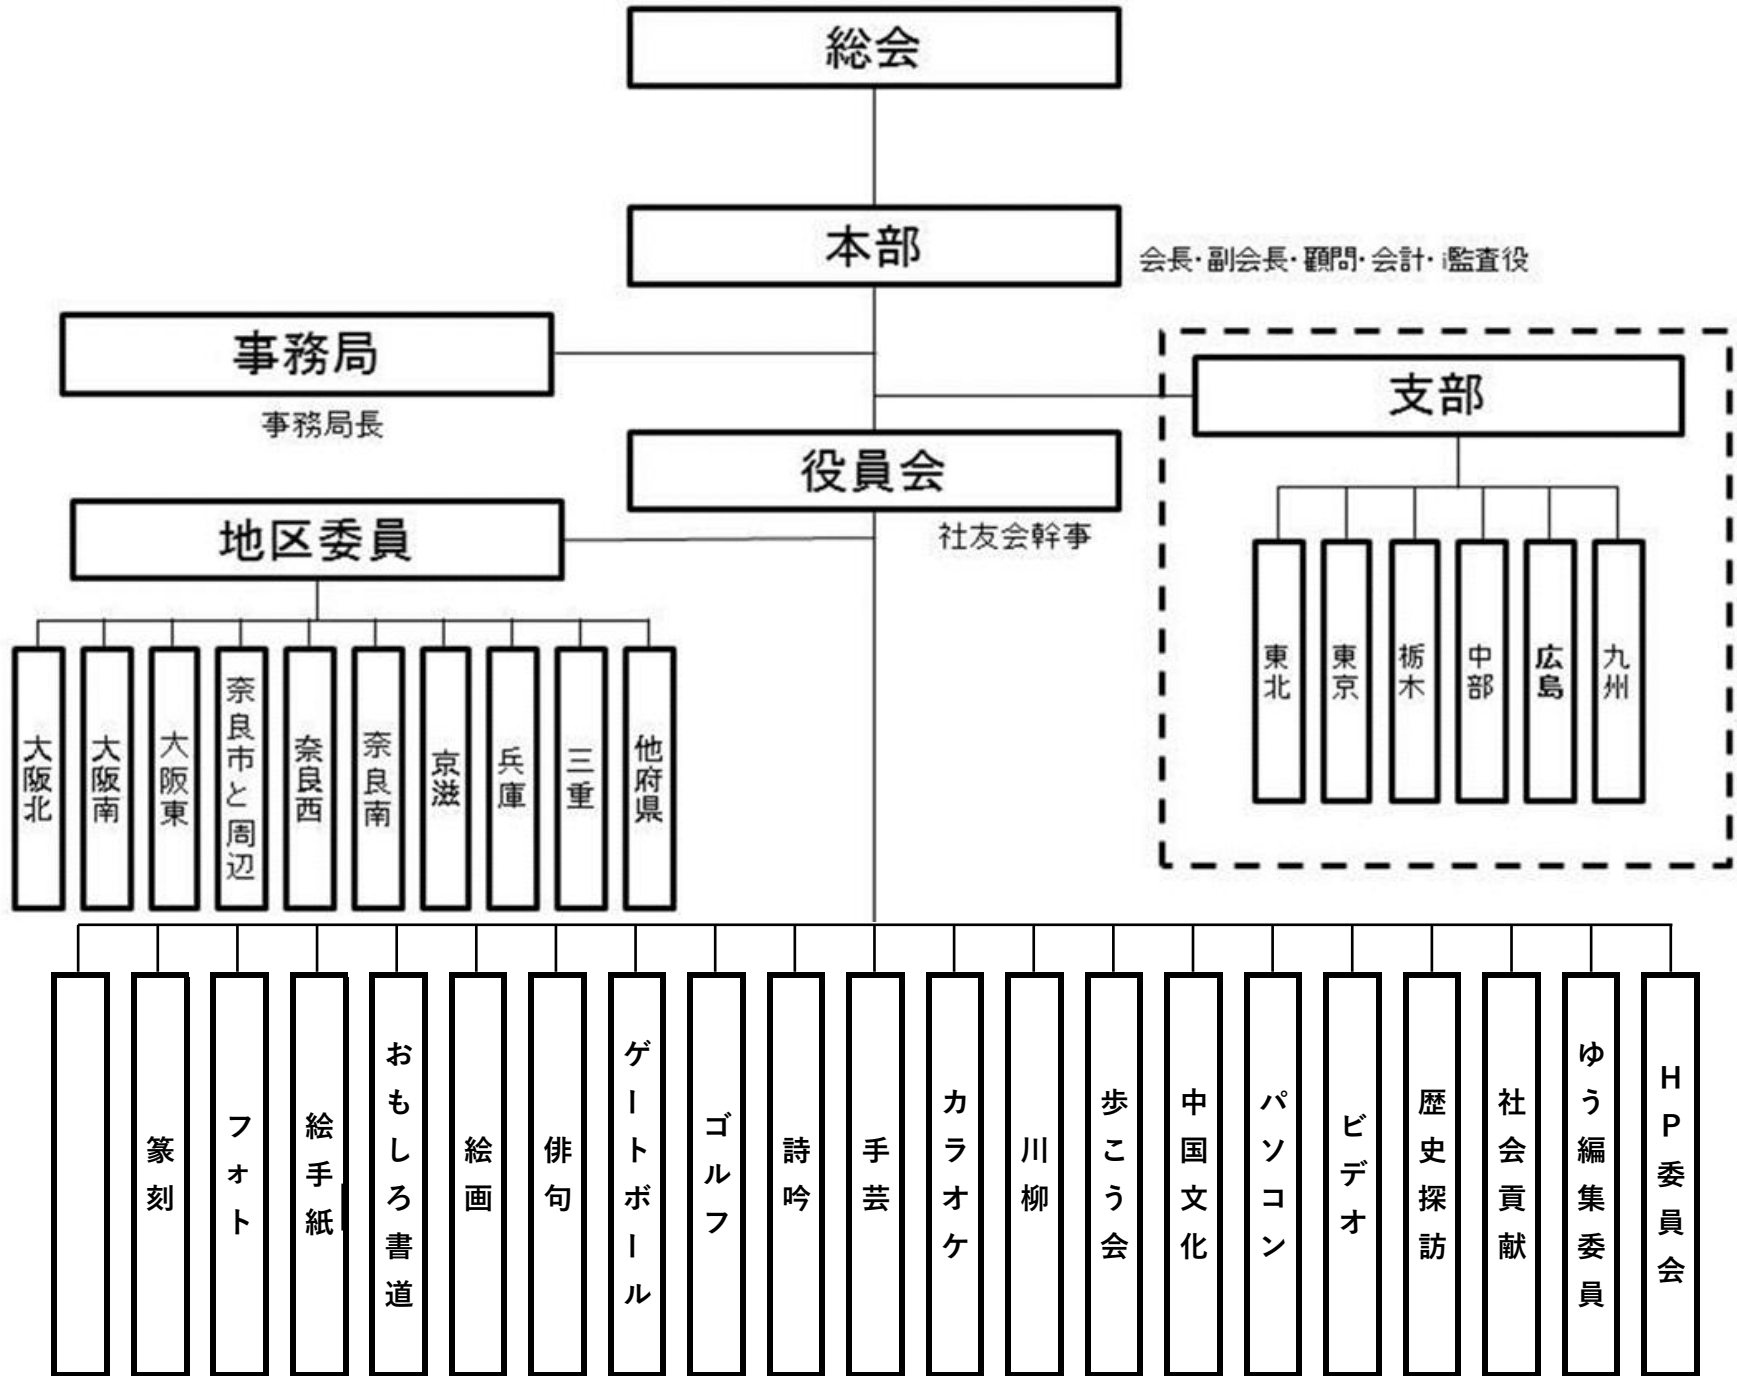 総会
本部
会長・副会長・顧問・会計・i監査役
事務局
事務局長
支部
役員会
社友会幹事
地区委員
東北
東京
栃木
中部
広島
九州
大阪北
大阪南
大阪東
奈良市と周辺
奈良西
奈良南
京滋
兵庫
三重
他府県
篆刻
フォト
絵手紙
おもしろ書道
絵画
俳句
ゲートボール
ゴルフ
詩吟
手芸
カラオケ
川柳
歩こう会
中国文化
パソコン
ビデオ
歴史探訪
社会貢献
ゆう編集委員
HP委員会